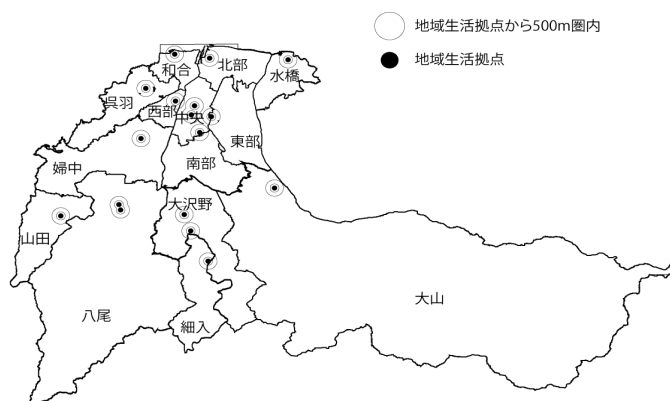 地域生活拠点から500m圏内
地域生活拠点
和合
北部
水橋
呉羽
西部
中央
東部
婦中
南部
大沢野
山田
大山
八尾
細入